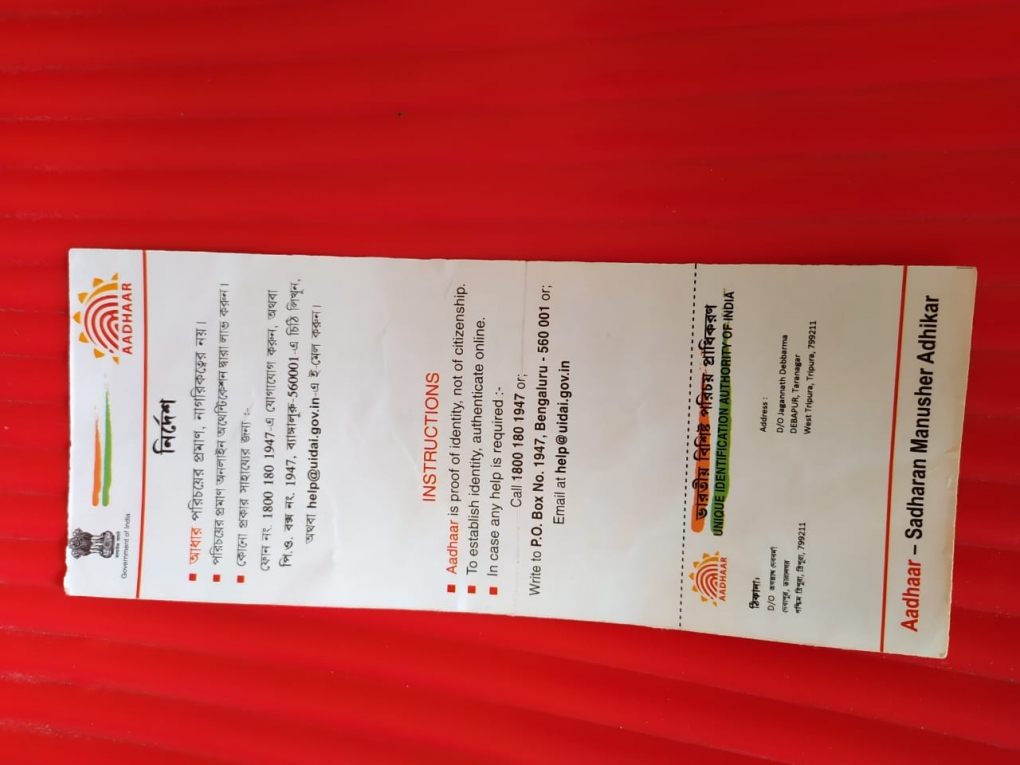 Government of India
AADHAAR
নির্দেশ
আধার পরিচয়ের প্রমাণ, নাগরিকত্বের নয়।
পরিচয়ের প্রমাণ অনলাইন অথেন্টিকেশন দ্বারা লাভ করুন।
কোনো প্রকার সাহায্যের জন্য :-
ফোন নং. 1800 180 1947-এ যোগাযোগ করুন, অথবা
পি.ও. বক্স নং. 1947, ব্যাঙ্গালুরু-560001-এ চিঠি লিখুন,
অথবা help@uidai.gov.in-এ ই-মেল করুন।
INSTRUCTIONS
Aadhaar is proof of identity, not of citizenship.
To establish identity, authenticate online.
In case any help is required :-
Call 1800 180 1947 or;
Write to P.O. Box No. 1947, Bengaluru - 560 001 or;
Email at help@uidai.gov.in
ভারতীয় বিশিষ্ট পরিচয় প্রাধিকরণ
UNIQUE IDENTIFICATION AUTHORITY OF INDIA
AADHAAR
ঠিকানা:
D/O জগন্নাথ দেববর্মা
দেবাপুর, তারানগর
পশ্চিম ত্রিপুরা, ত্রিপুরা, 799211
Address :
D/O Jagannath Debbarma
DEBAPUR, Taranagar
West Tripura, Tripura, 799211
Aadhaar – Sadharan Manusher Adhikar